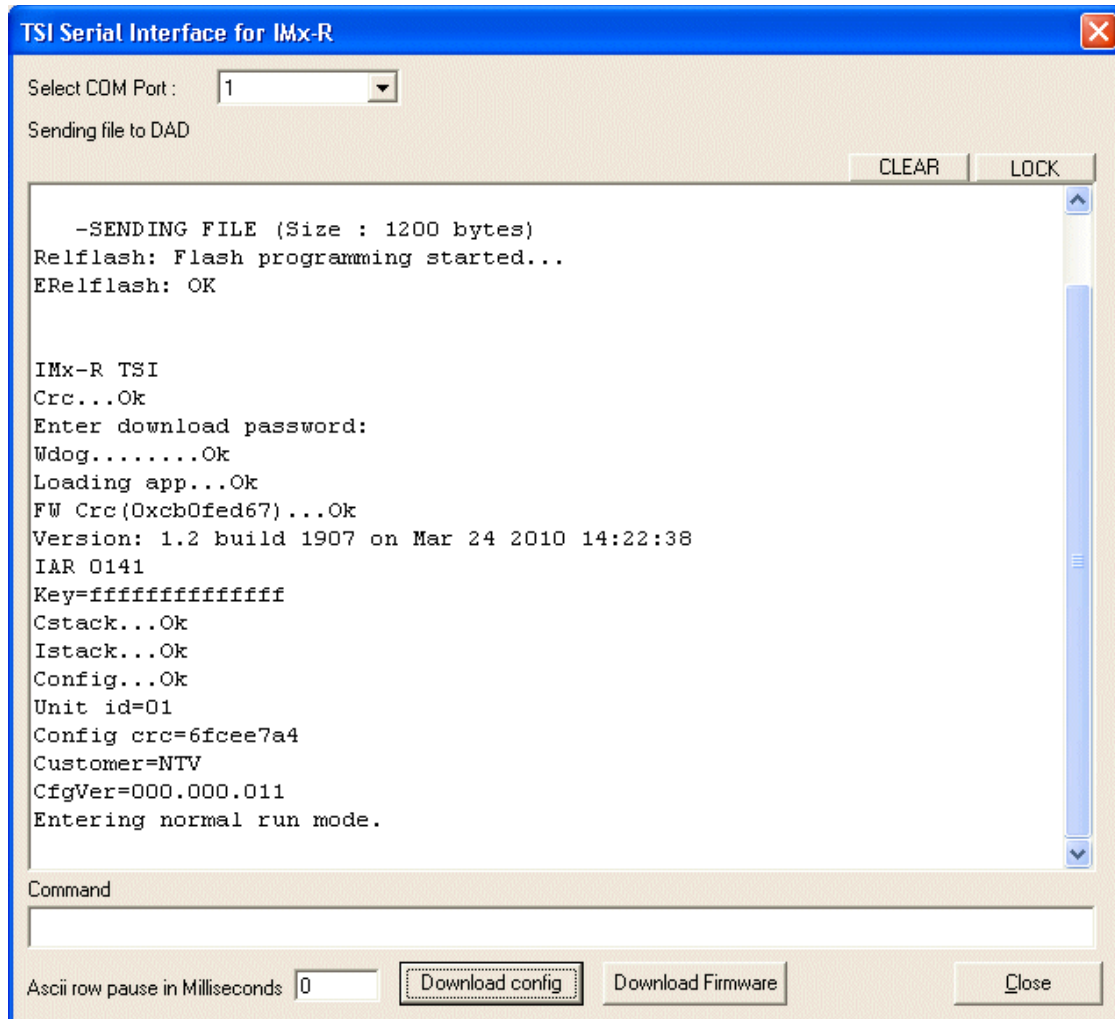 TSI Serial Interface for IMx-R
Select COM Port : 1
Sending file to DAD
CLEAR LOCK
-SENDING FILE (Size : 1200 bytes)
Relflash: Flash programming started...
ERelflash: OK
IMx-R TSI
Crc...Ok
Enter download password:
Wdog........Ok
Loading app...Ok
FW Crc(0xcb0fed67)...Ok
Version: 1.2 build 1907 on Mar 24 2010 14:22:38
IAR 0141
Key=ffffffffffffff
Cstack...Ok
Istack...Ok
Config...Ok
Unit id=01
Config crc=6fcee7a4
Customer=NTV
CfgVer=000.000.011
Entering normal run mode.
Command
Ascii row pause in Milliseconds 0 Download config Download Firmware Close